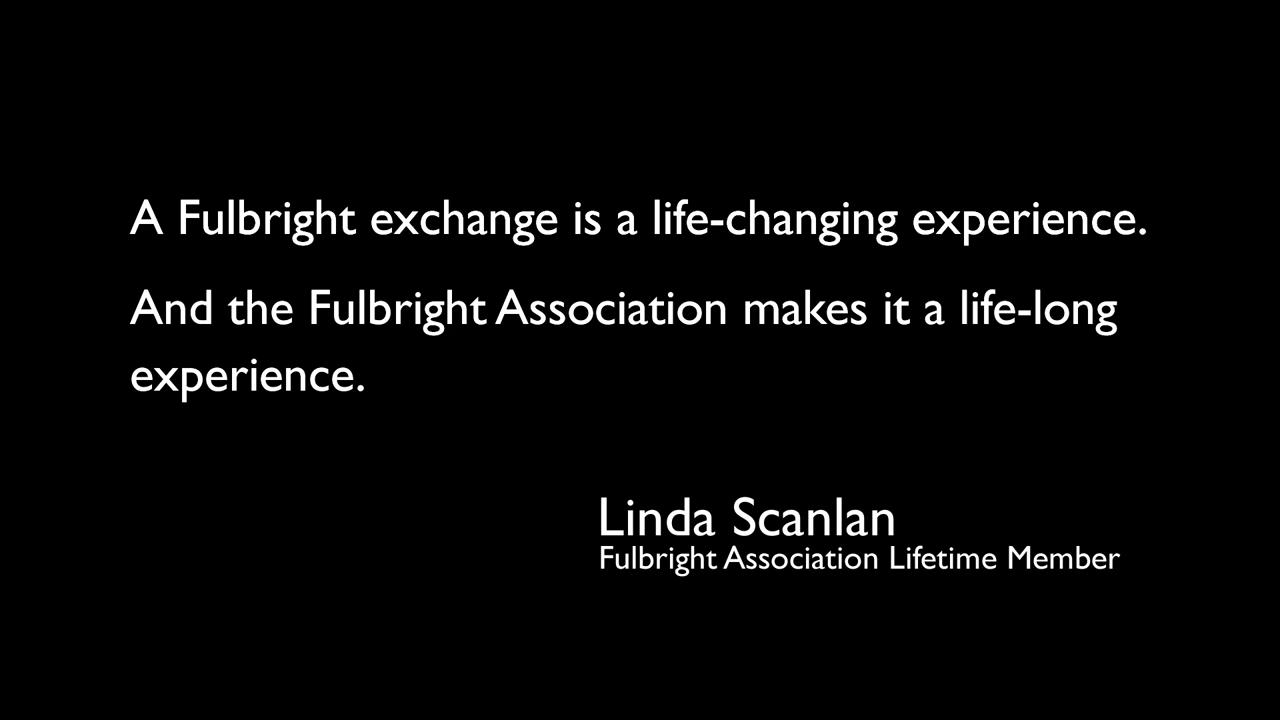 A Fulbright exchange is a life-changing experience.
And the Fulbright Association makes it a life-long
experience.
Linda Scanlan
Fulbright Association Lifetime Member